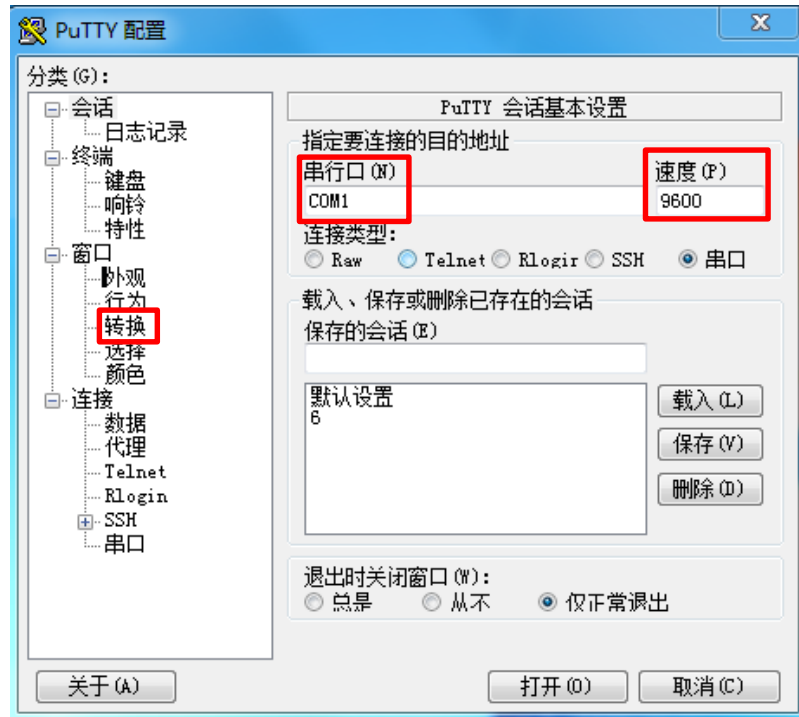 PuTTY 配置
分类(G):
会话
日志记录
终端
键盘
响铃
特性
窗口
外观
行为
转换
选择
颜色
连接
数据
代理
Telnet
Rlogin
SSH
串口
PuTTY 会话基本设置
指定要连接的目的地址
串行口(N) 速度(P)
COM1 9600
连接类型:
Raw Telnet Rlogir SSH 串口
载入、保存或删除已存在的会话
保存的会话(E)
默认设置
6
载入(L)
保存(V)
删除(D)
退出时关闭窗口(W):
总是 从不 仅正常退出
关于(A) 打开(O) 取消(C)